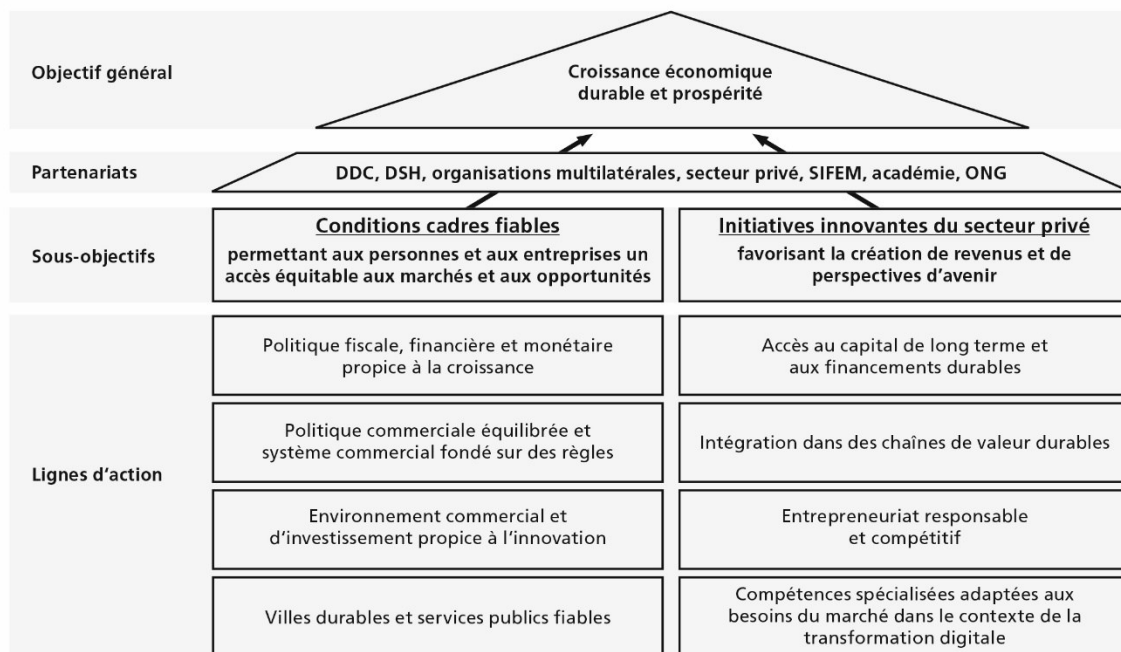 Objectif général
Croissance économique
durable et prospérité
Partenariats
DDC, DSH, organisations multilatérales, secteur privé, SIFEM, académie, ONG
Sous-objectifs
Conditions cadres fiables
permettant aux personnes et aux entreprises un
accès équitable aux marchés et aux opportunités
Initiatives innovantes du secteur privé
favorisant la création de revenus et de
perspectives d’avenir
Lignes d‘action
Politique fiscale, financière et monétaire
propice à la croissance
Accès au capital de long terme et
aux financements durables
Politique commerciale équilibrée et
système commercial fondé sur des règles
Intégration dans des chaînes de valeur durables
Environnement commercial et
d’investissement propice à l’innovation
Entrepreneuriat responsable
et compétitif
Villes durables et services publics fiables
Compétences spécialisées adaptées aux
besoins du marché dans le contexte de la
transformation digitale